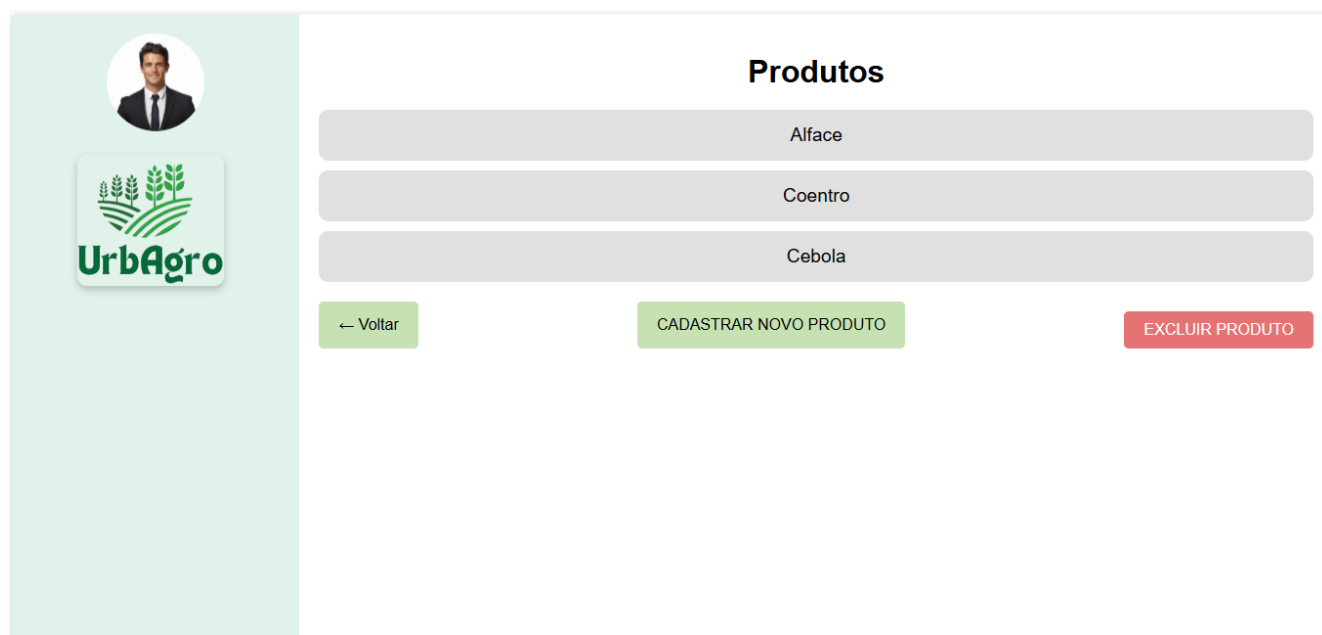 UrbAgro
Produtos
Alface
Coentro
Cebola
← Voltar
CADASTRAR NOVO PRODUTO
EXCLUIR PRODUTO